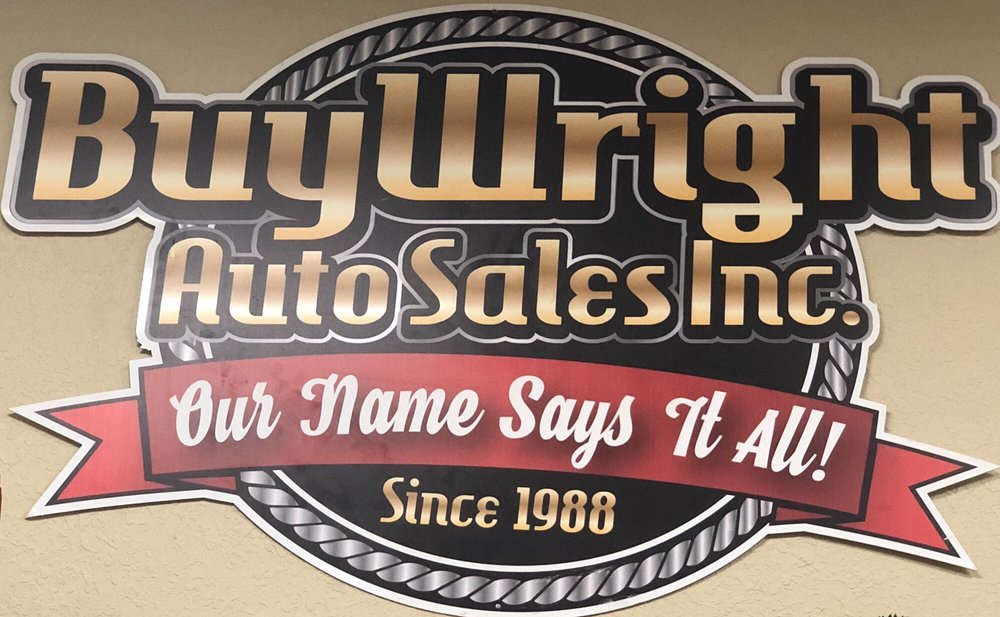 BuyWright
Auto Sales Inc.
Our Name Says It All!
Since 1988